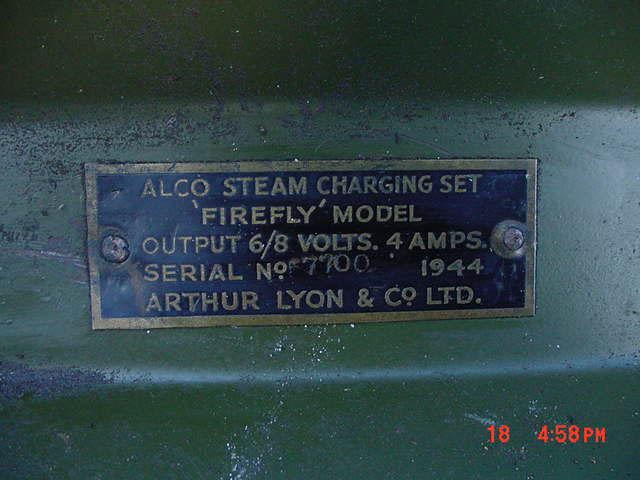 ALCO STEAM CHARGING SET
'FIREFLY' MODEL
OUTPUT 6/8 VOLTS. 4 AMPS.
SERIAL Nº 7700 1944
ARTHUR LYON & Cº LTD.
18 4:58PM